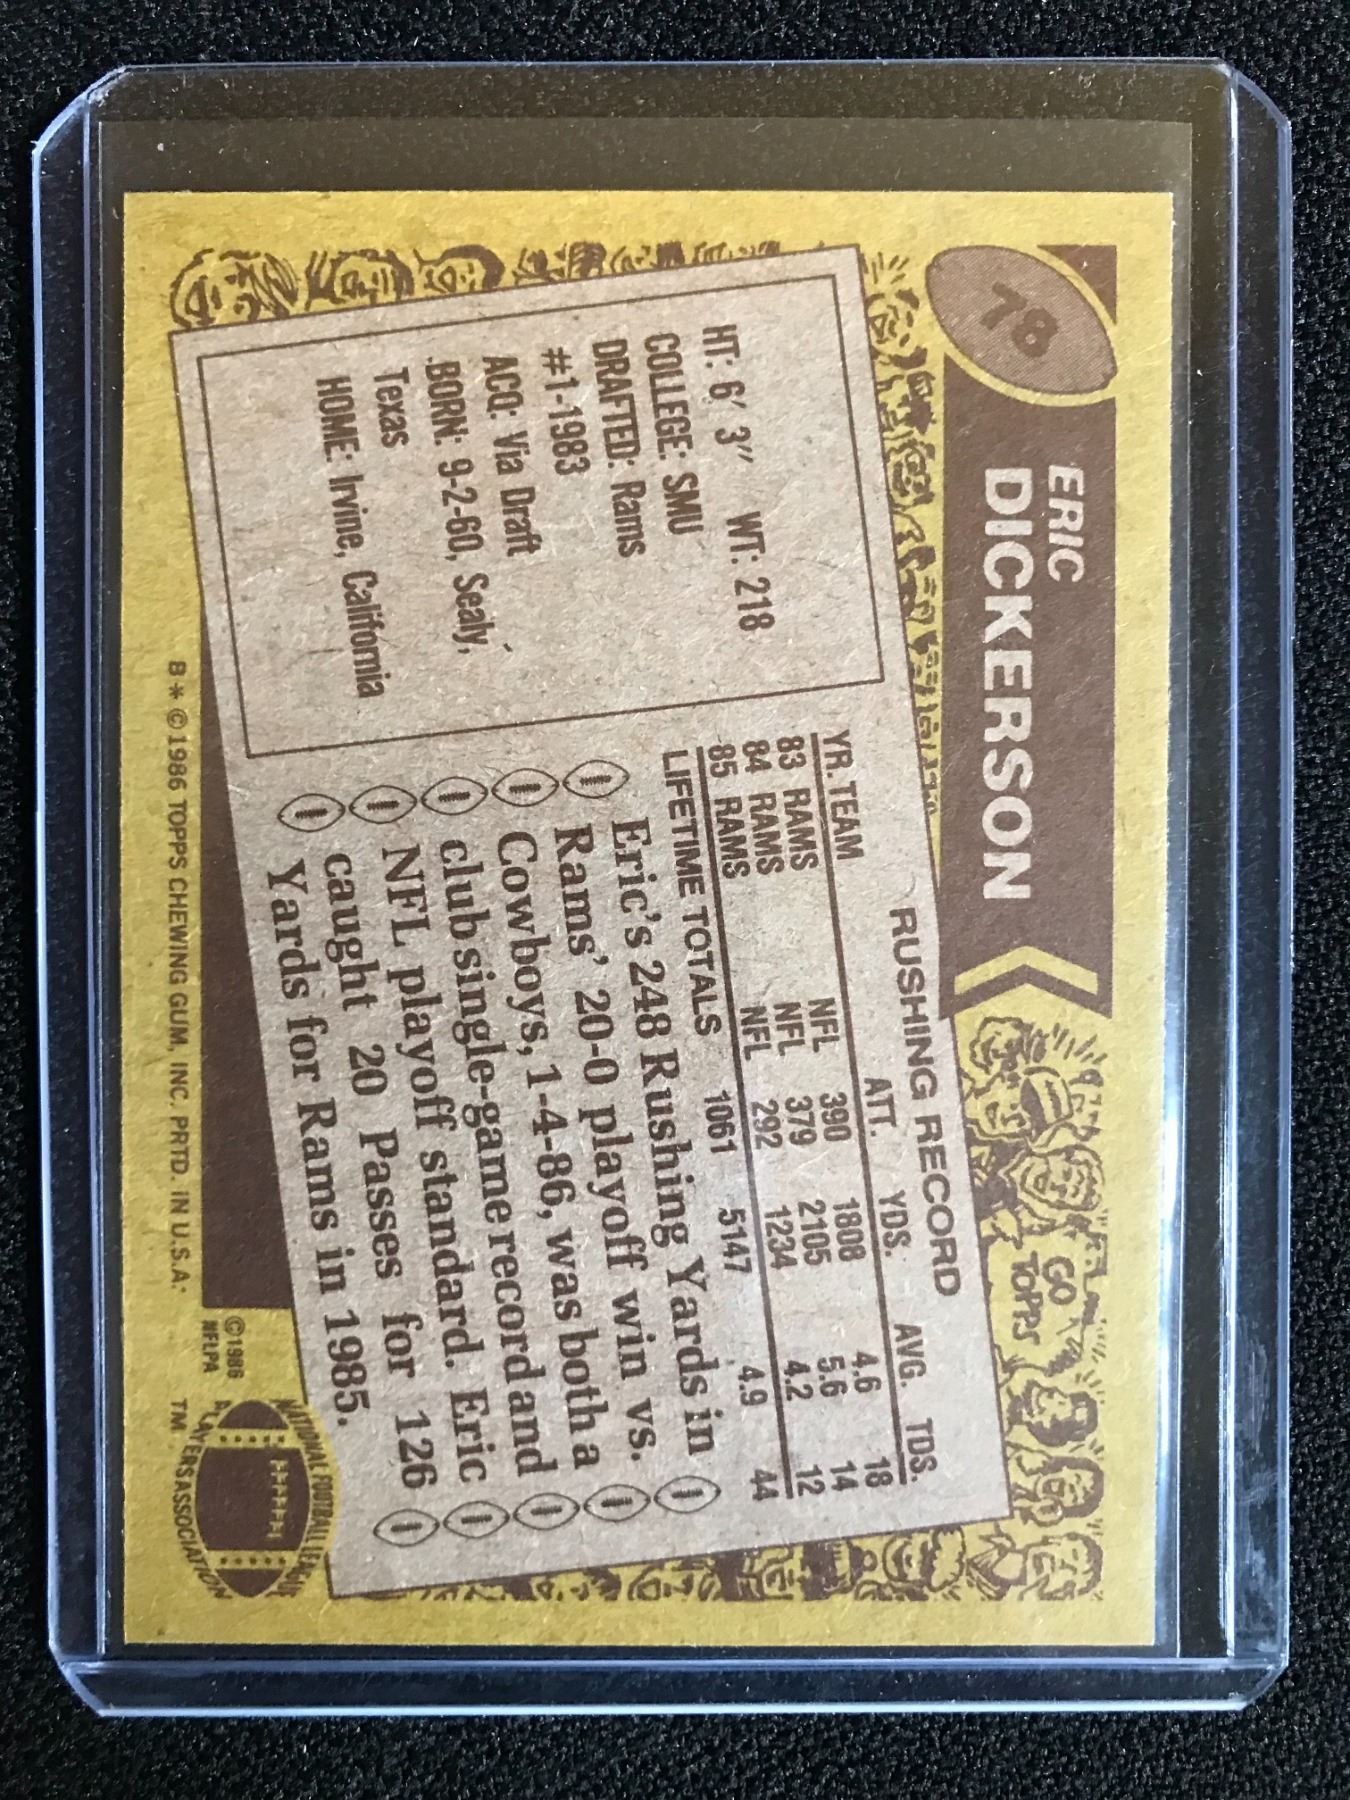 78
ERIC
DICKERSON
GO
TOPPS
HT: 6' 3" WT: 218
COLLEGE: SMU
DRAFTED: Rams
#1-1983
ACQ: Via Draft
BORN: 9-2-60, Sealy,
Texas
HOME: Irvine, California
RUSHING RECORD
YR. TEAM ATT. YDS. AVG. TDS.
83 RAMS NFL 390 1808 4.6 18
84 RAMS NFL 379 2105 5.6 14
85 RAMS NFL 292 1234 4.2 12
LIFETIME TOTALS 1061 5147 4.9 44
Eric's 248 Rushing Yards in
Rams' 20-0 playoff win vs.
Cowboys, 1-4-86, was both a
club single-game record and
NFL playoff standard. Eric
caught 20 Passes for 126
Yards for Rams in 1985.
B * ©1986 TOPPS CHEWING GUM, INC. PRTD. IN U.S.A.
©1986
NFLPA
TM
NATIONAL FOOTBALL LEAGUE
PLAYERS ASSOCIATION